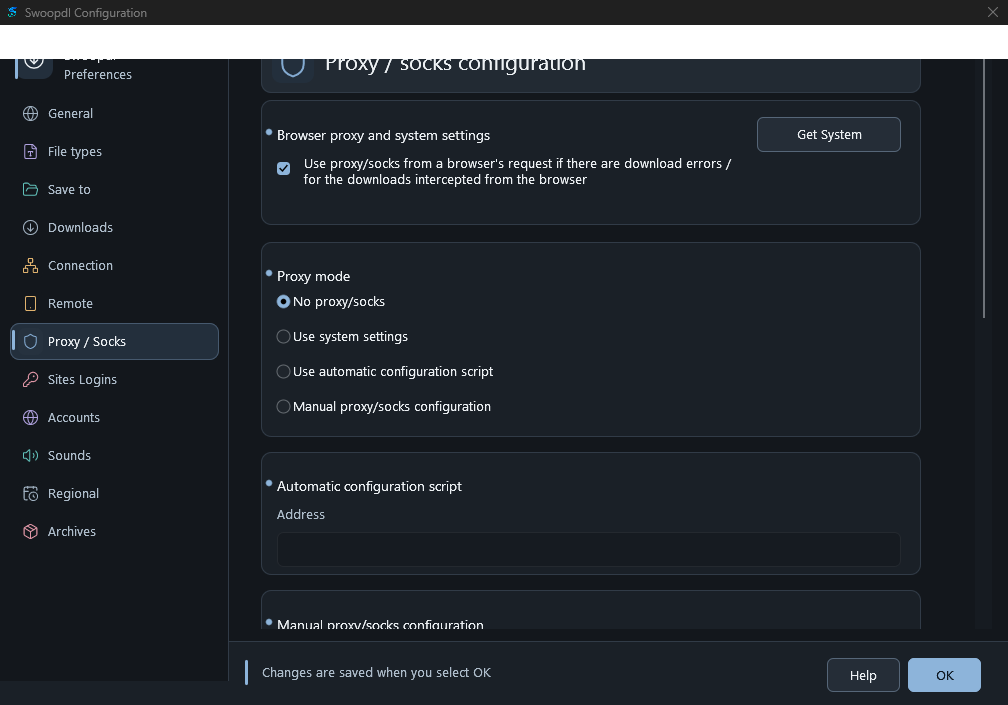 Swoopdl Configuration
Preferences
General
File types
Save to
Downloads
Connection
Remote
Proxy / Socks
Sites Logins
Accounts
Sounds
Regional
Archives
Proxy / socks configuration
Browser proxy and system settings
Get System
Use proxy/socks from a browser's request if there are download errors /
for the downloads intercepted from the browser
Proxy mode
No proxy/socks
Use system settings
Use automatic configuration script
Manual proxy/socks configuration
Automatic configuration script
Address
Manual proxy/socks configuration
Changes are saved when you select OK
Help
OK